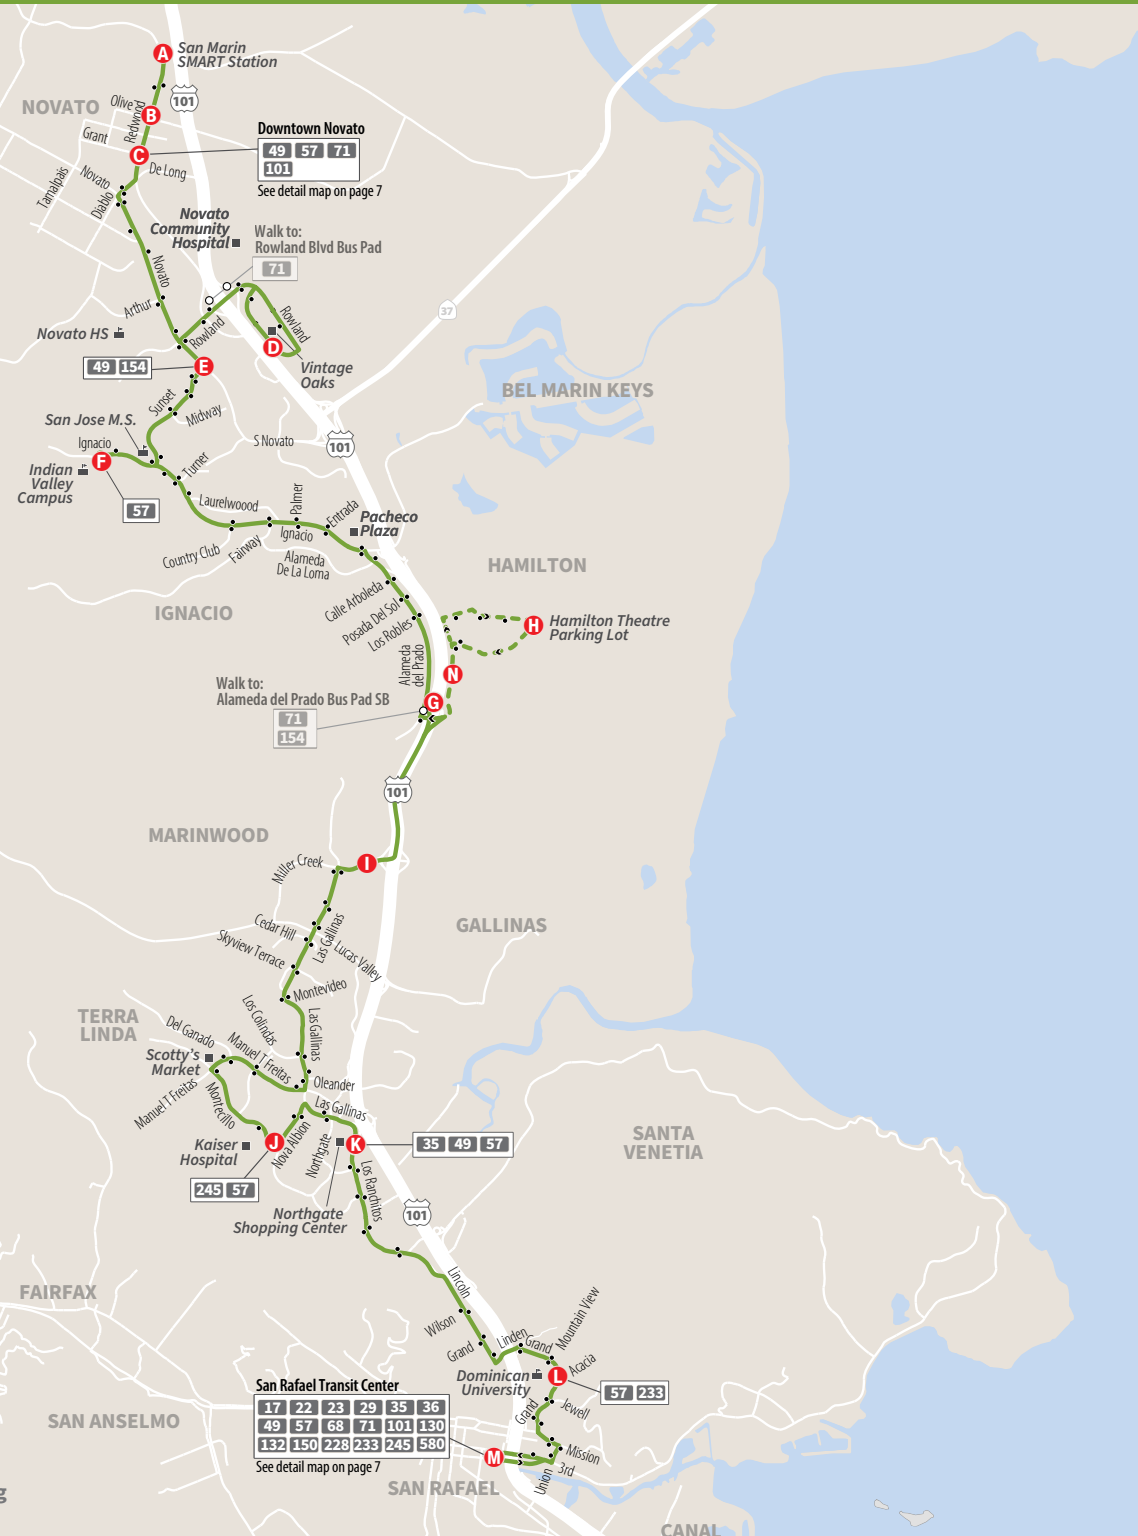 A
San Marin
SMART Station
101
NOVATO
Olive
B
Redwood
Grant
C
De Long
Downtown Novato
49 57 71
101
See detail map on page 7
Tamalpais
Novato
Diablo
Novato
Community
Hospital
Walk to:
Rowland Blvd Bus Pad
71
Novato
Arthur
Rowland
Rowland
37
Novato HS
D
Vintage
Oaks
49 154
E
BEL MARIN KEYS
Sunset
Midway
San Jose M.S.
Ignacio
S Novato
101
F
Indian
Valley
Campus
Turner
57
Laurelwoood
Palmer
Entrada
Pacheco
Plaza
Ignacio
Country Club
Fairway
Alameda
De La Loma
HAMILTON
IGNACIO
Calle Arboleda
Posada Del Sol
Los Robles
H
Hamilton Theatre
Parking Lot
Alameda
del Prado
N
G
Walk to:
Alameda del Prado Bus Pad SB
71
154
101
MARINWOOD
I
Miller Creek
GALLINAS
Cedar Hill
Las Gallinas
Skyview Terrace
Lucas Valley
Montevideo
Los Colindas
Las Gallinas
TERRA
LINDA
Del Ganado
Manuel T Freitas
Scotty's
Market
Oleander
Manuel T Freitas
Montecillo
Las Gallinas
J
Nova Albion
Northgate
K
35 49 57
Kaiser
Hospital
245 57
Los Ranchitos
SANTA
VENETIA
Northgate
Shopping Center
101
Lincoln
FAIRFAX
Wilson
Grand
Linden
Grand
Mountain View
Acacia
Dominican
University
L
57 233
San Rafael Transit Center
17 22 23 29 35 36
49 57 68 71 101 130
132 150 228 233 245 580
See detail map on page 7
SAN ANSELMO
Grand
Jewell
M
Mission
3rd
Union
SAN RAFAEL
g
CANAL